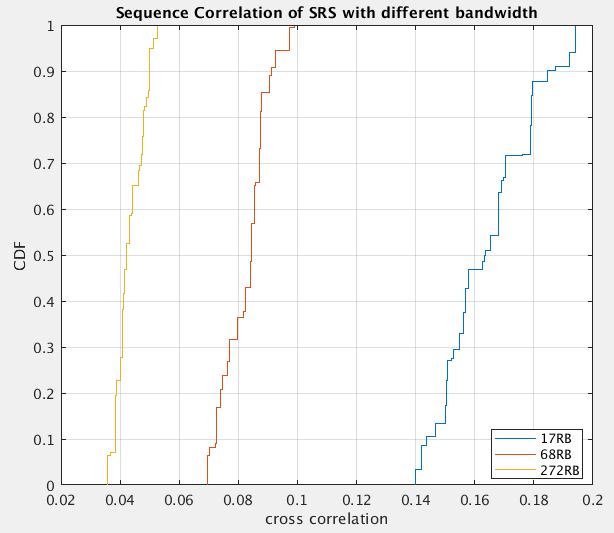 Sequence Correlation of SRS with different bandwidth
1
0.9
0.8
0.7
0.6
0.5
0.4
0.3
0.2
0.1
0
CDF
17RB
68RB
272RB
0.02 0.04 0.06 0.08 0.1 0.12 0.14 0.16 0.18 0.2
cross correlation